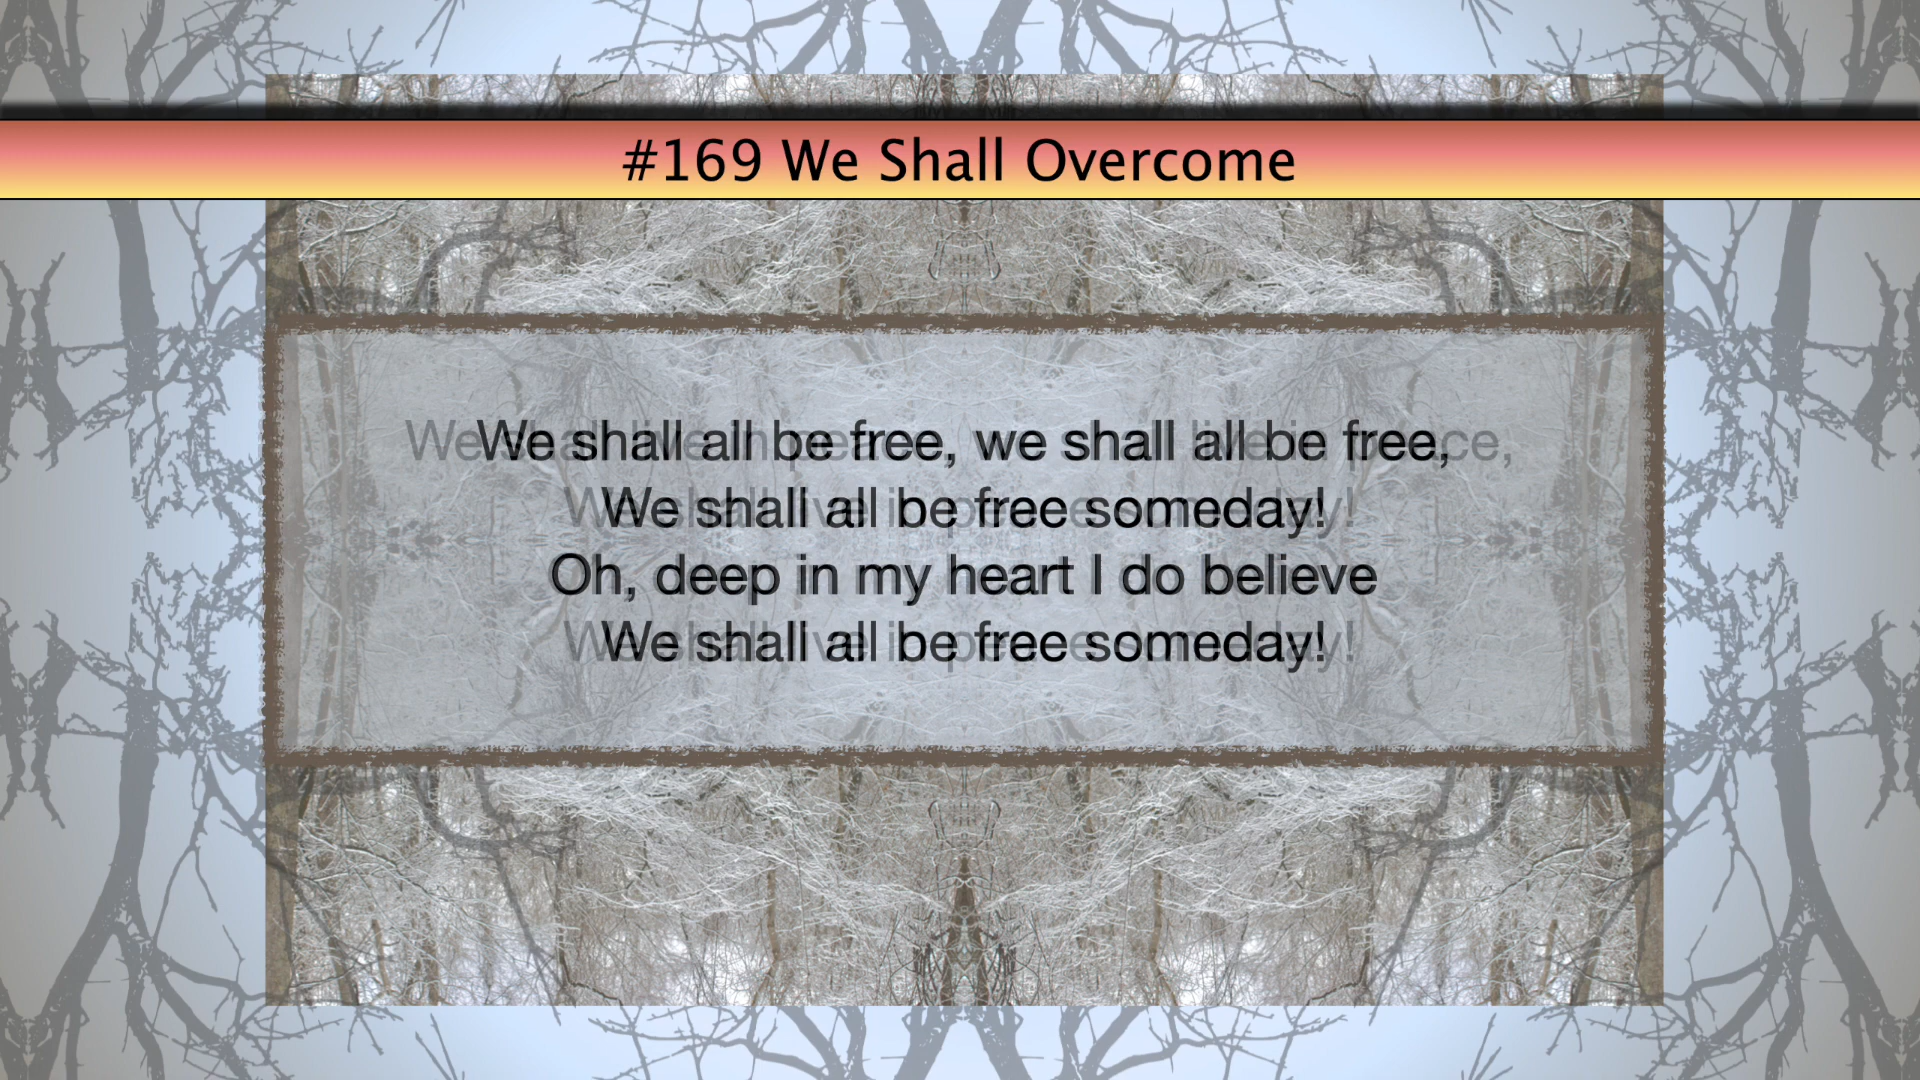 #169 We Shall Overcome
We shall all be free, we shall all be free,
We shall all be free someday!
Oh, deep in my heart I do believe
We shall all be free someday!